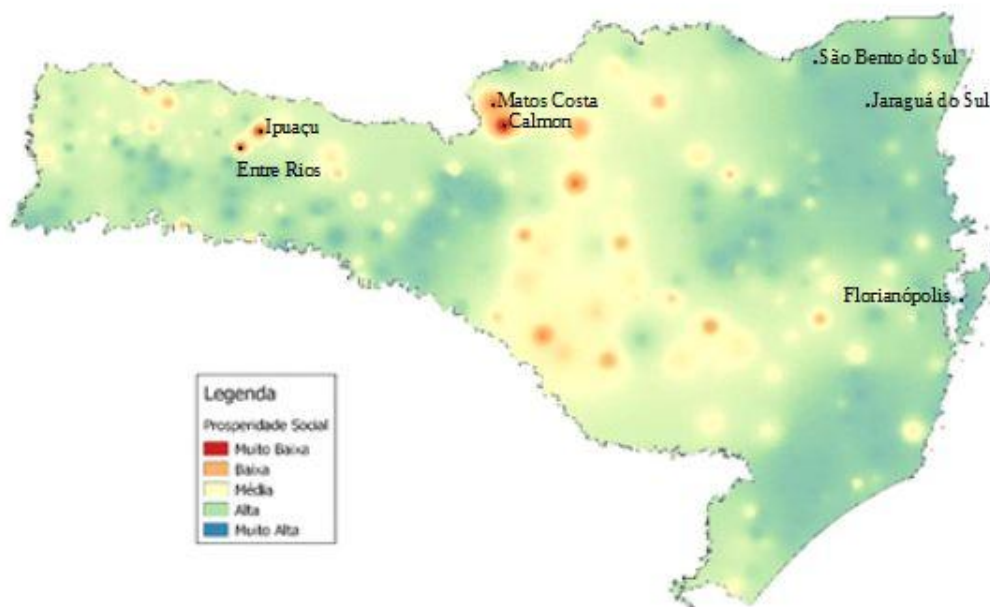 São Bento do Sul
Matos Costa
Jaraguá do Sul
Calmon
Ipuaçu
Entre Rios
Florianópolis
Legenda
Prosperidade Social
Muito Baixa
Baixa
Média
Alta
Muito Alta